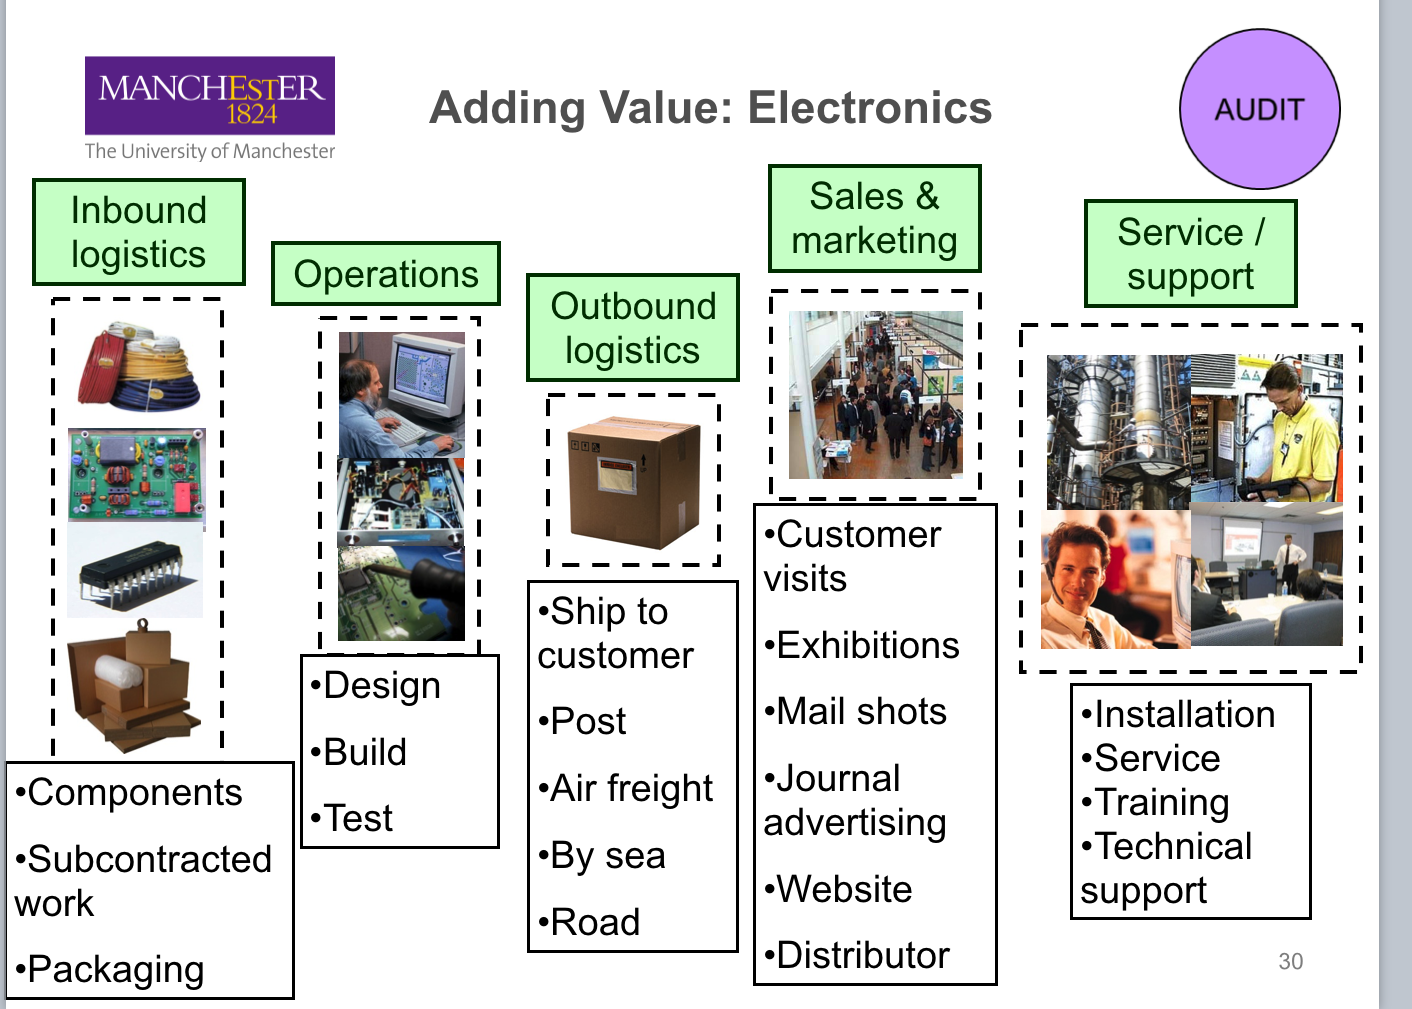 MANCHESTER
1824
The University of Manchester
Adding Value: Electronics
AUDIT
Inbound
logistics
•Components
•Subcontracted
work
•Packaging
Operations
•Design
•Build
•Test
Outbound
logistics
•Ship to
customer
•Post
•Air freight
•By sea
•Road
Sales &
marketing
•Customer
visits
•Exhibitions
•Mail shots
•Journal
advertising
•Website
•Distributor
Service /
support
•Installation
•Service
•Training
•Technical
support
30